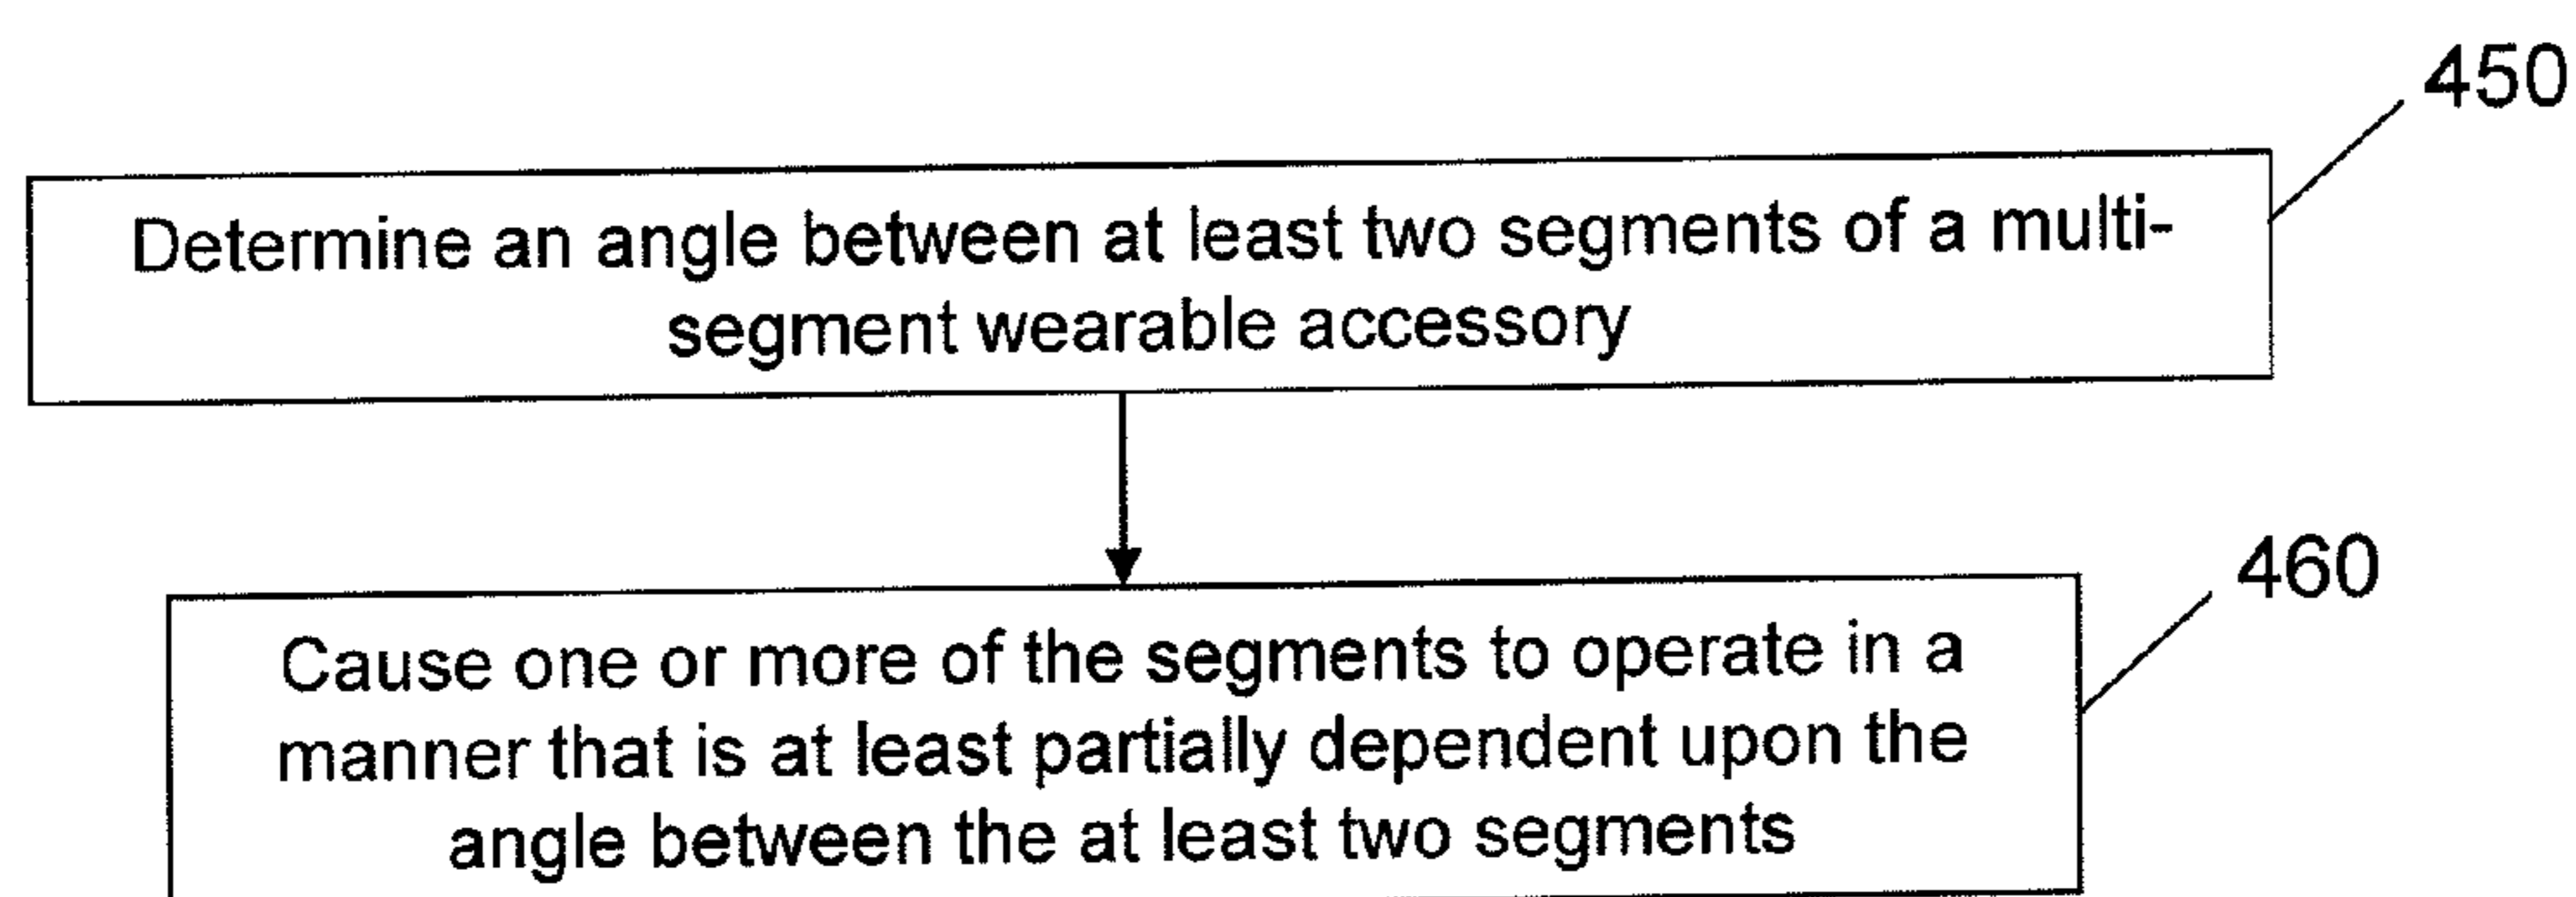 450
Determine an angle between at least two segments of a multi-
segment wearable accessory
460
Cause one or more of the segments to operate in a
manner that is at least partially dependent upon the
angle between the at least two segments